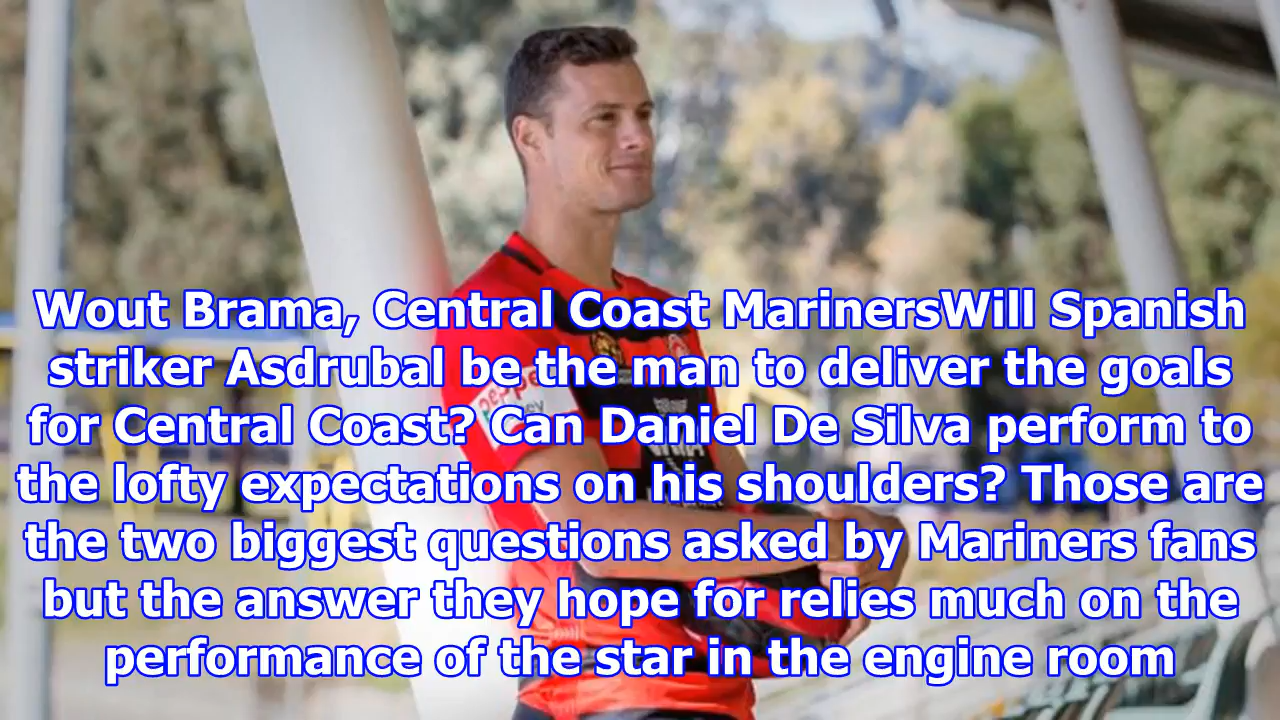 Wout Brama, Central Coast MarinersWill Spanish
striker Asdrubal be the man to deliver the goals
for Central Coast? Can Daniel De Silva perform to
the lofty expectations on his shoulders? Those are
the two biggest questions asked by Mariners fans
but the answer they hope for relies much on the
performance of the star in the engine room